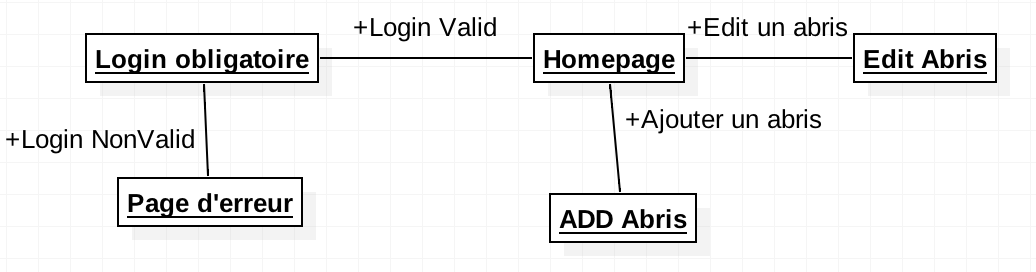 +Login Valid
+Edit un abris
Login obligatoire
Homepage
Edit Abris
+Ajouter un abris
+Login NonValid
Page d'erreur
ADD Abris